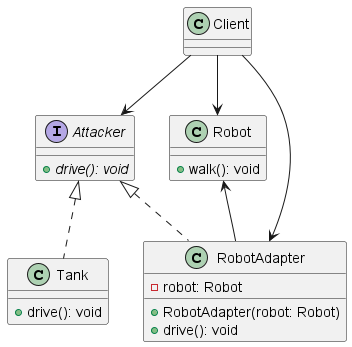 C Client
I Attacker
drive(): void
C Robot
walk(): void
C Tank
drive(): void
C RobotAdapter
robot: Robot
RobotAdapter(robot: Robot)
drive(): void